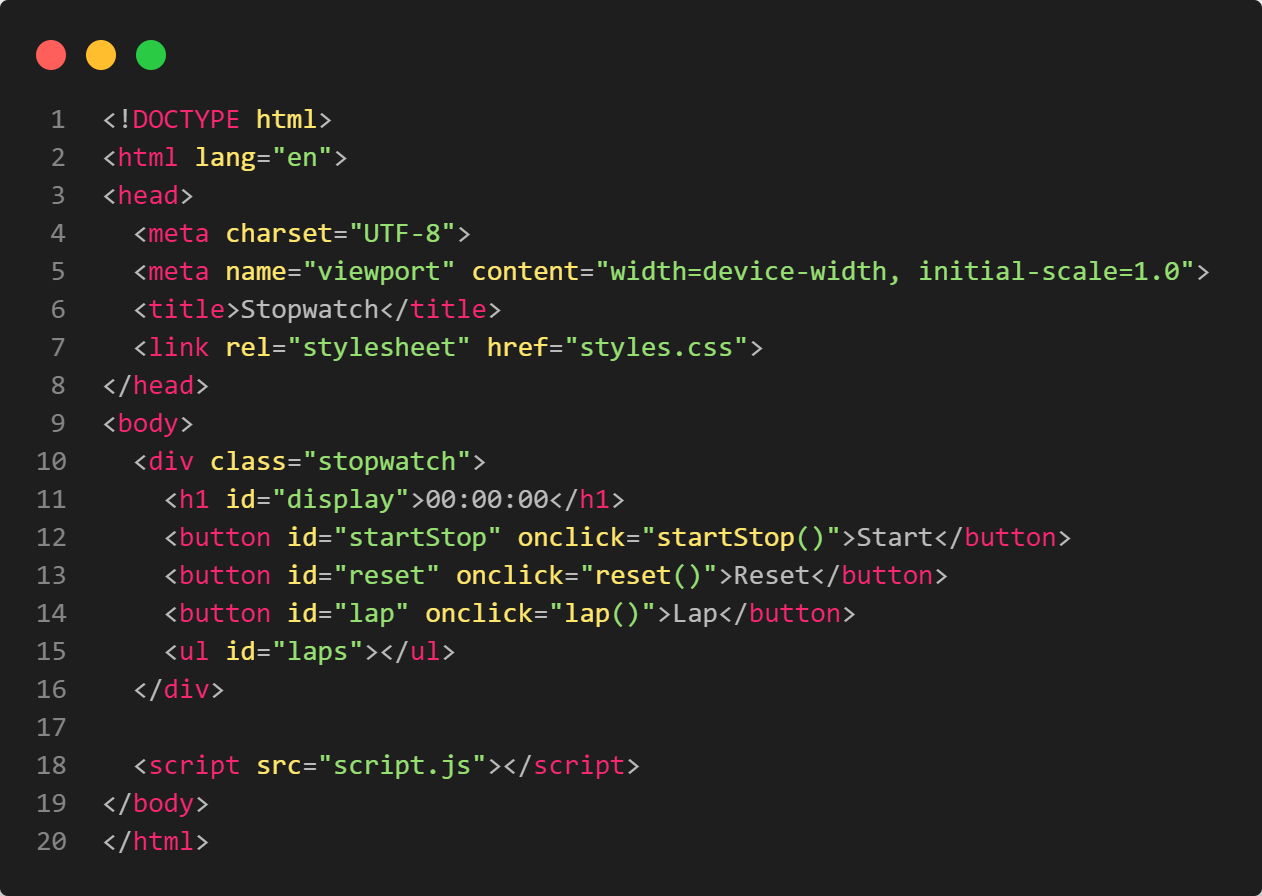 1 <!DOCTYPE html>
2 <html lang="en">
3 <head>
4   <meta charset="UTF-8">
5   <meta name="viewport" content="width=device-width, initial-scale=1.0">
6   <title>Stopwatch</title>
7   <link rel="stylesheet" href="styles.css">
8 </head>
9 <body>
10   <div class="stopwatch">
11     <h1 id="display">00:00:00</h1>
12     <button id="startStop" onclick="startStop()">Start</button>
13     <button id="reset" onclick="reset()">Reset</button>
14     <button id="lap" onclick="lap()">Lap</button>
15     <ul id="laps"></ul>
16   </div>
17
18   <script src="script.js"></script>
19 </body>
20 </html>